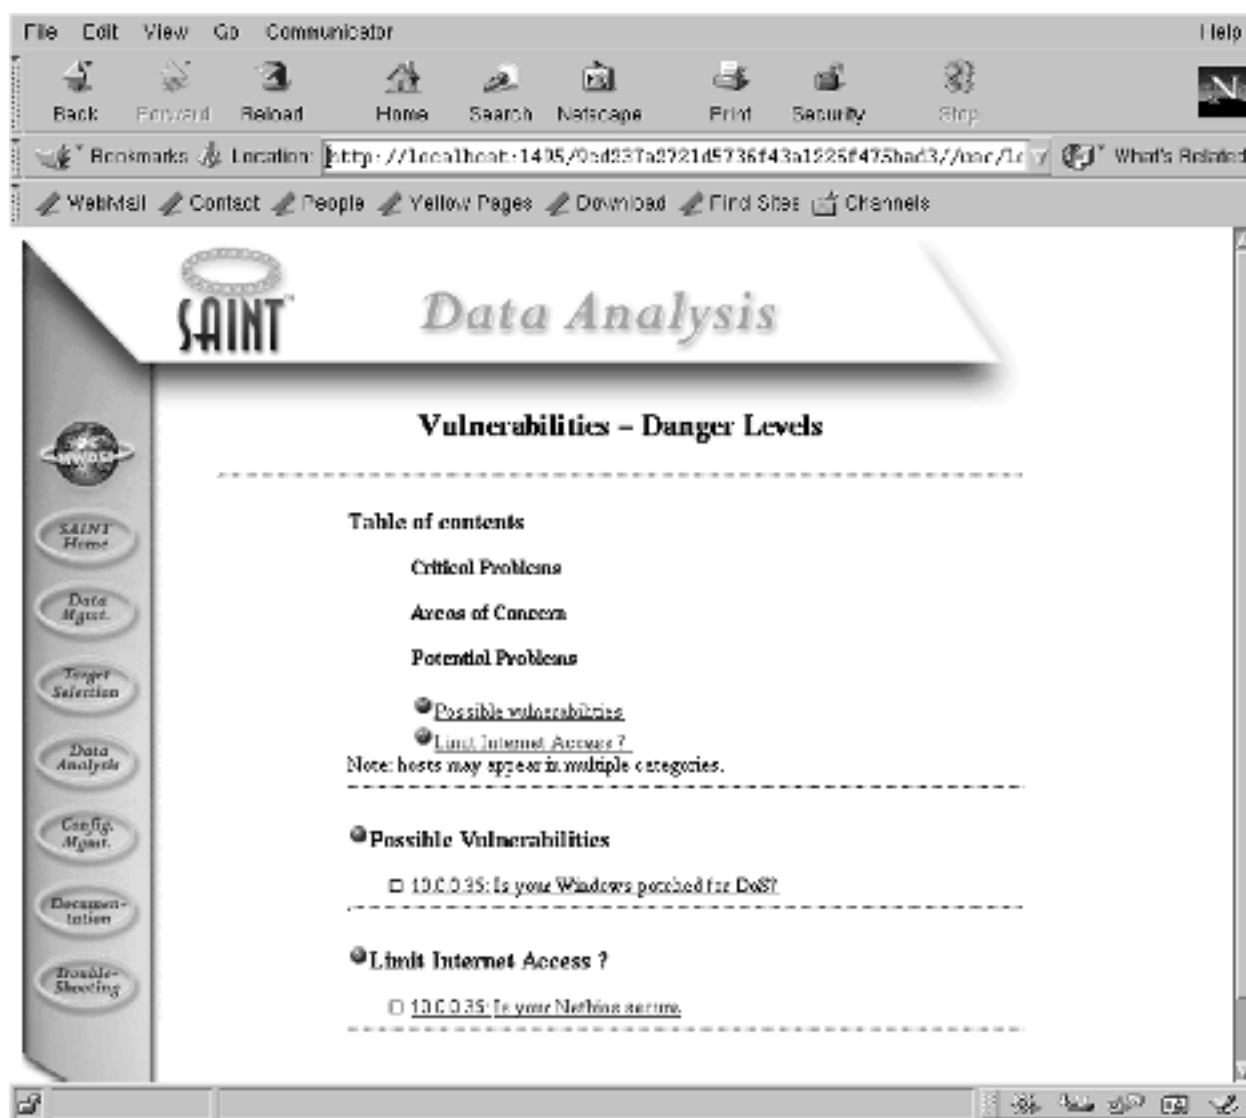 File Edit View Go Communicator Help
Back Forward Reload Home Search Netscape Print Security Stop
N
Bookmarks Location: What's Related
WebMail Contact People Yellow Pages Download Find Sites Channels
SAINT™ Data Analysis
Vulnerabilities – Danger Levels
WWDSI
Table of contents
SAINT
Home
Critical Problems
Data
Mgmt.
Areas of Concern
Potential Problems
Target
Selection
Possible vulnerabilities
Limit Internet Access ?
Data
Analysis
Note: hosts may appear in multiple categories.
Config.
Mgmt.
Possible Vulnerabilities
10.0.0.35: Is your Windows patched for DoS?
Documen-
tation
Limit Internet Access ?
Trouble-
Shooting
10.0.0.35: Is your Netbios secure.